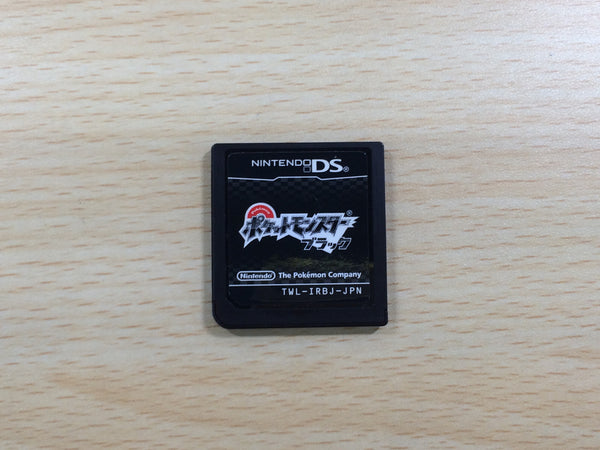 NINTENDO DS®
Pokémon
ポケットモンスター®
ブラック
Nintendo The Pokémon Company
TWL-IRBJ-JPN